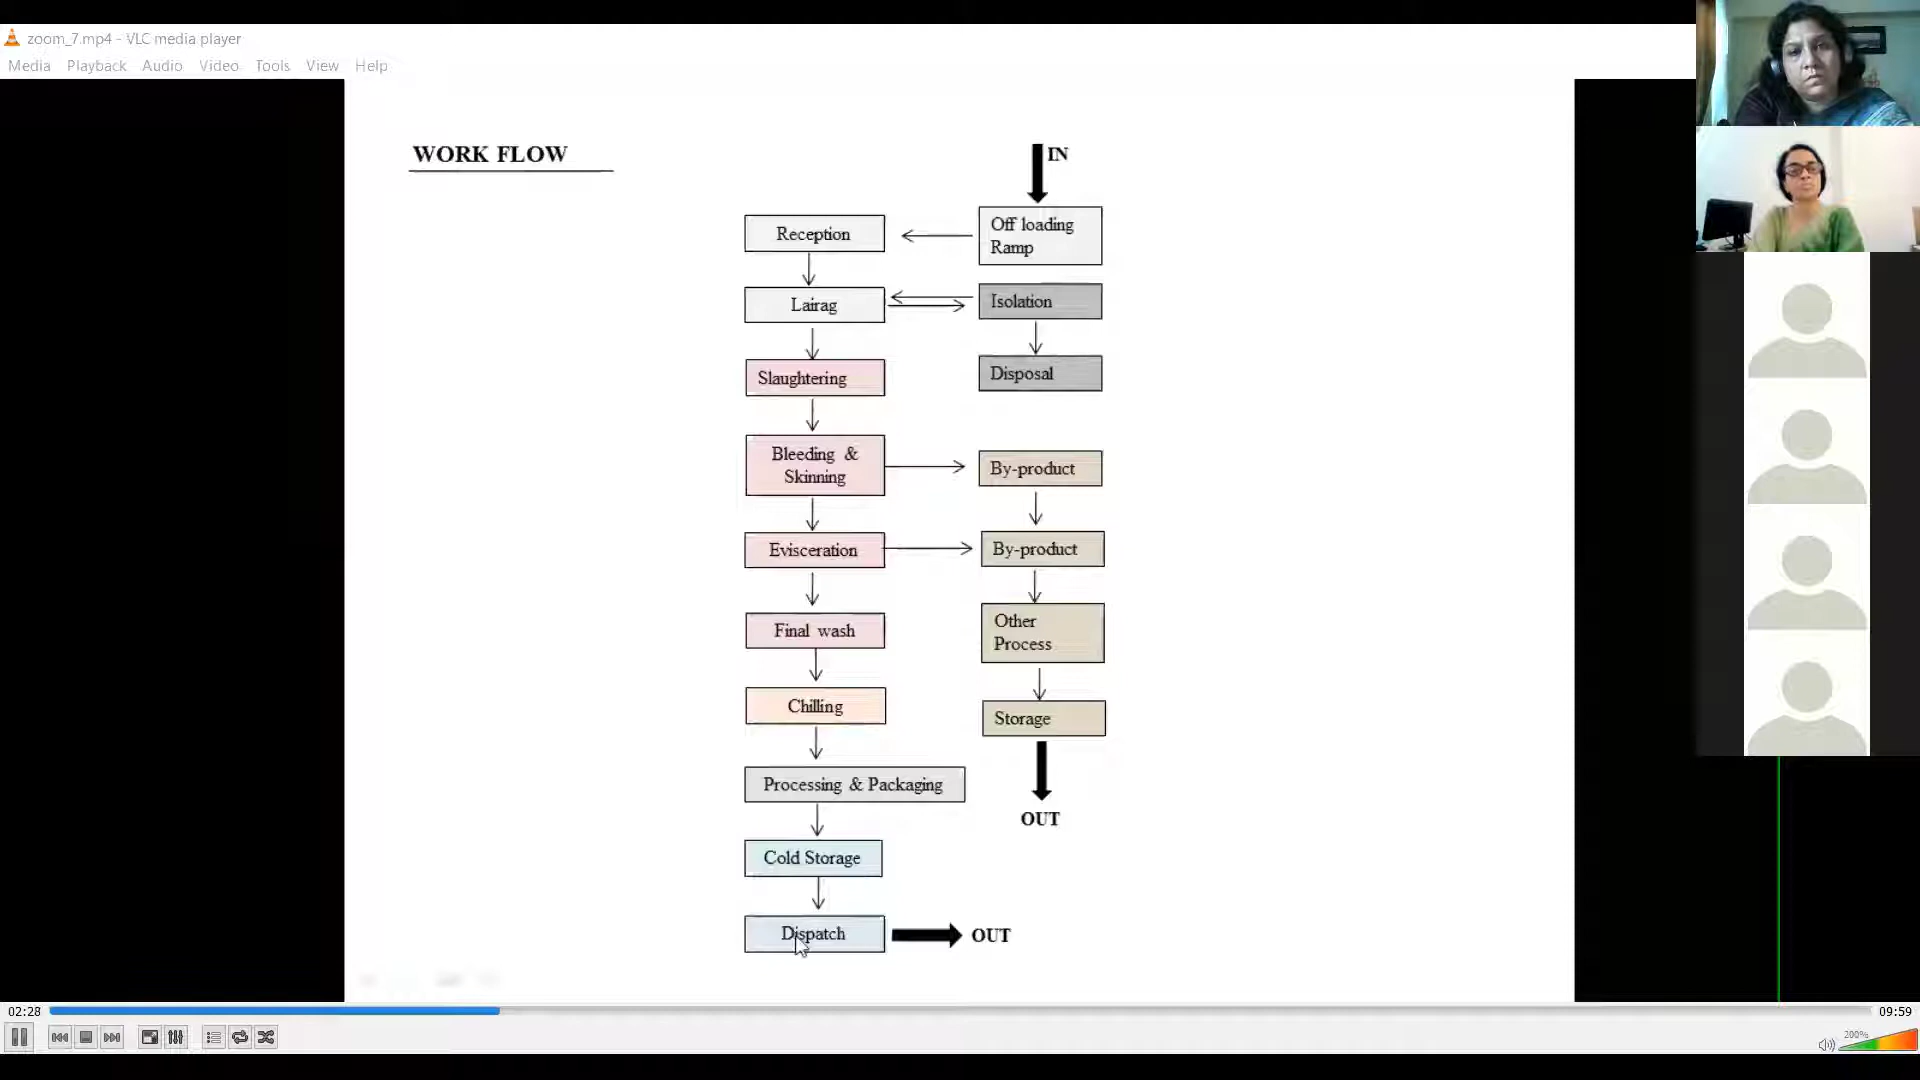 zoom_7.mp4 - VLC media player
Media Playback Audio Video Tools View Help
WORK FLOW
IN
Reception
Off loading
Ramp
Lairag
Isolation
Slaughtering
Disposal
Bleeding &
Skinning
By-product
Evisceration
By-product
Final wash
Other
Process
Chilling
Storage
Processing & Packaging
OUT
Cold Storage
Dispatch
OUT
02:28
09:59
200%